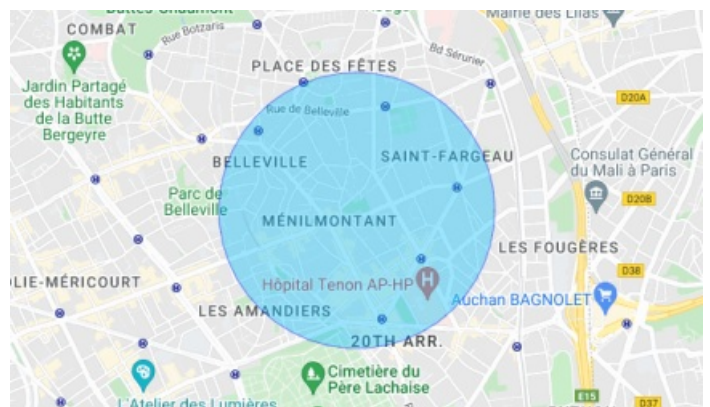 Buttes-Chaumont
Mairie des Lilas
COMBAT
Rue Botzaris
Bd Sérurier
PLACE DES FÊTES
Jardin Partagé
des Habitants
de la Butte
Bergeyre
D20A
Rue de Belleville
BELLEVILLE
SAINT-FARGEAU
Consulat Général
du Mali à Paris
Parc de
Belleville
D20B
MÉNILMONTANT
LES FOUGÈRES
OLIE-MÉRICOURT
Hôpital Tenon AP-HP
H
D38
Auchan BAGNOLET
LES AMANDIERS
20TH ARR.
Cimetière du
Père Lachaise
L'Atelier des Lumières
E15
D37